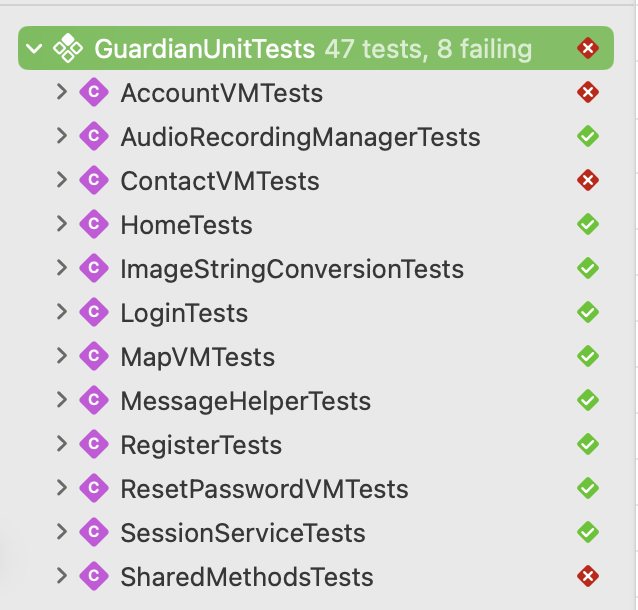 GuardianUnitTests 47 tests, 8 failing
C AccountVMTests
C AudioRecordingManagerTests
C ContactVMTests
C HomeTests
C ImageStringConversionTests
C LoginTests
C MapVMTests
C MessageHelperTests
C RegisterTests
C ResetPasswordVMTests
C SessionServiceTests
C SharedMethodsTests